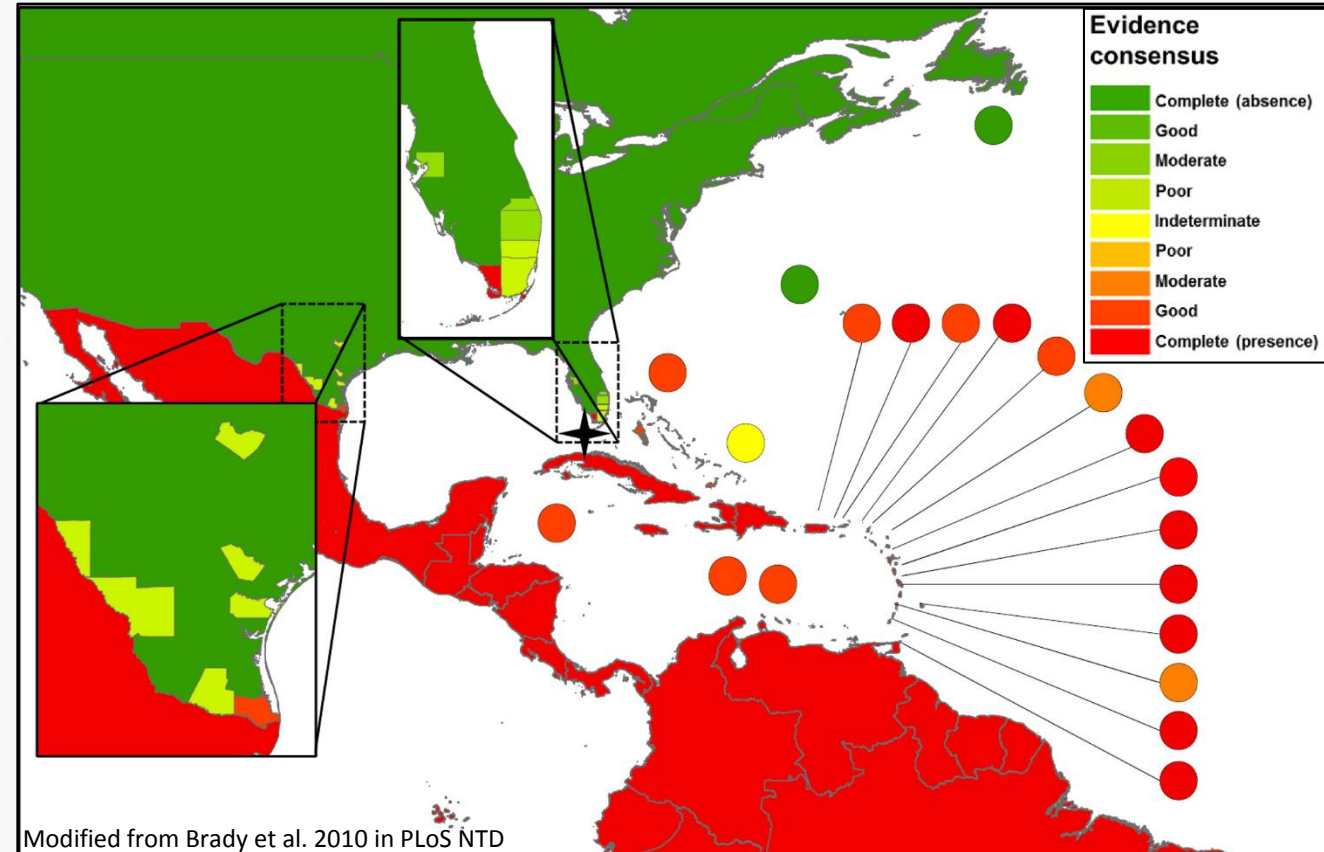 Evidence
consensus
Complete (absence)
Good
Moderate
Poor
Indeterminate
Poor
Moderate
Good
Complete (presence)
Modified from Brady et al. 2010 in PLoS NTD